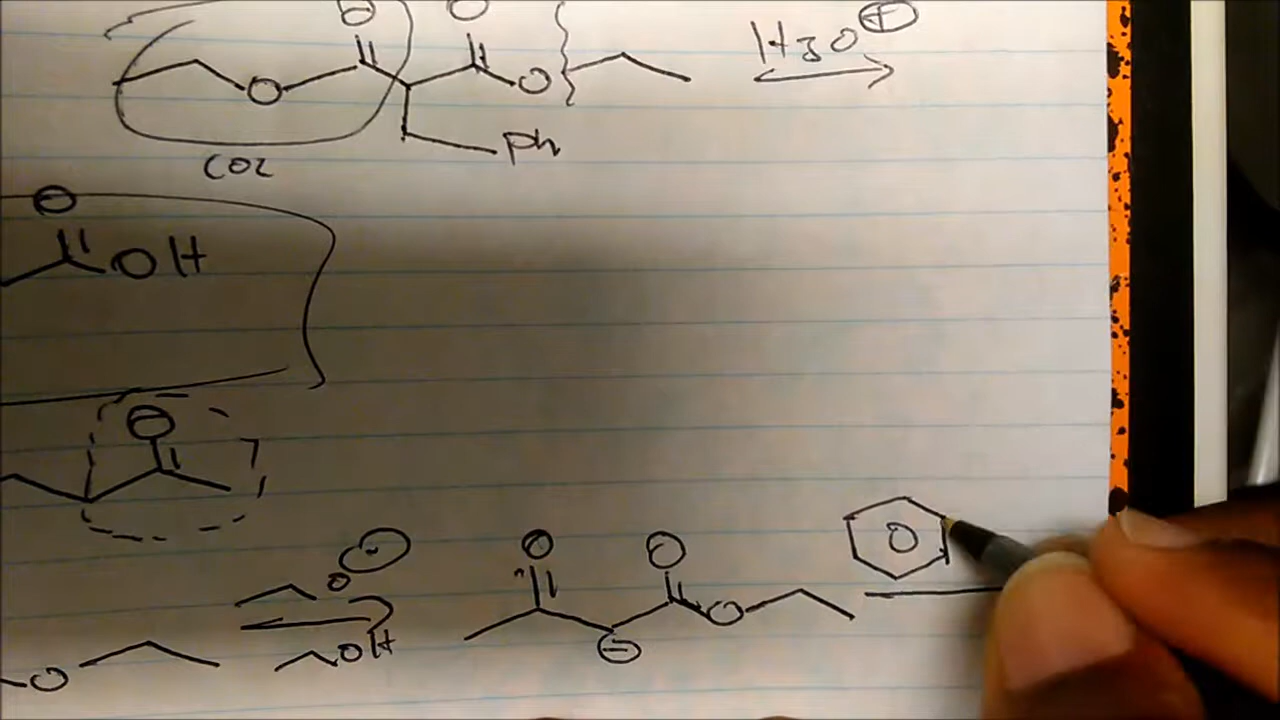 O O
O O H3O⊕
Ph
CO2
O
OH
O
O⊖ O O
O
OH O
O ⊖